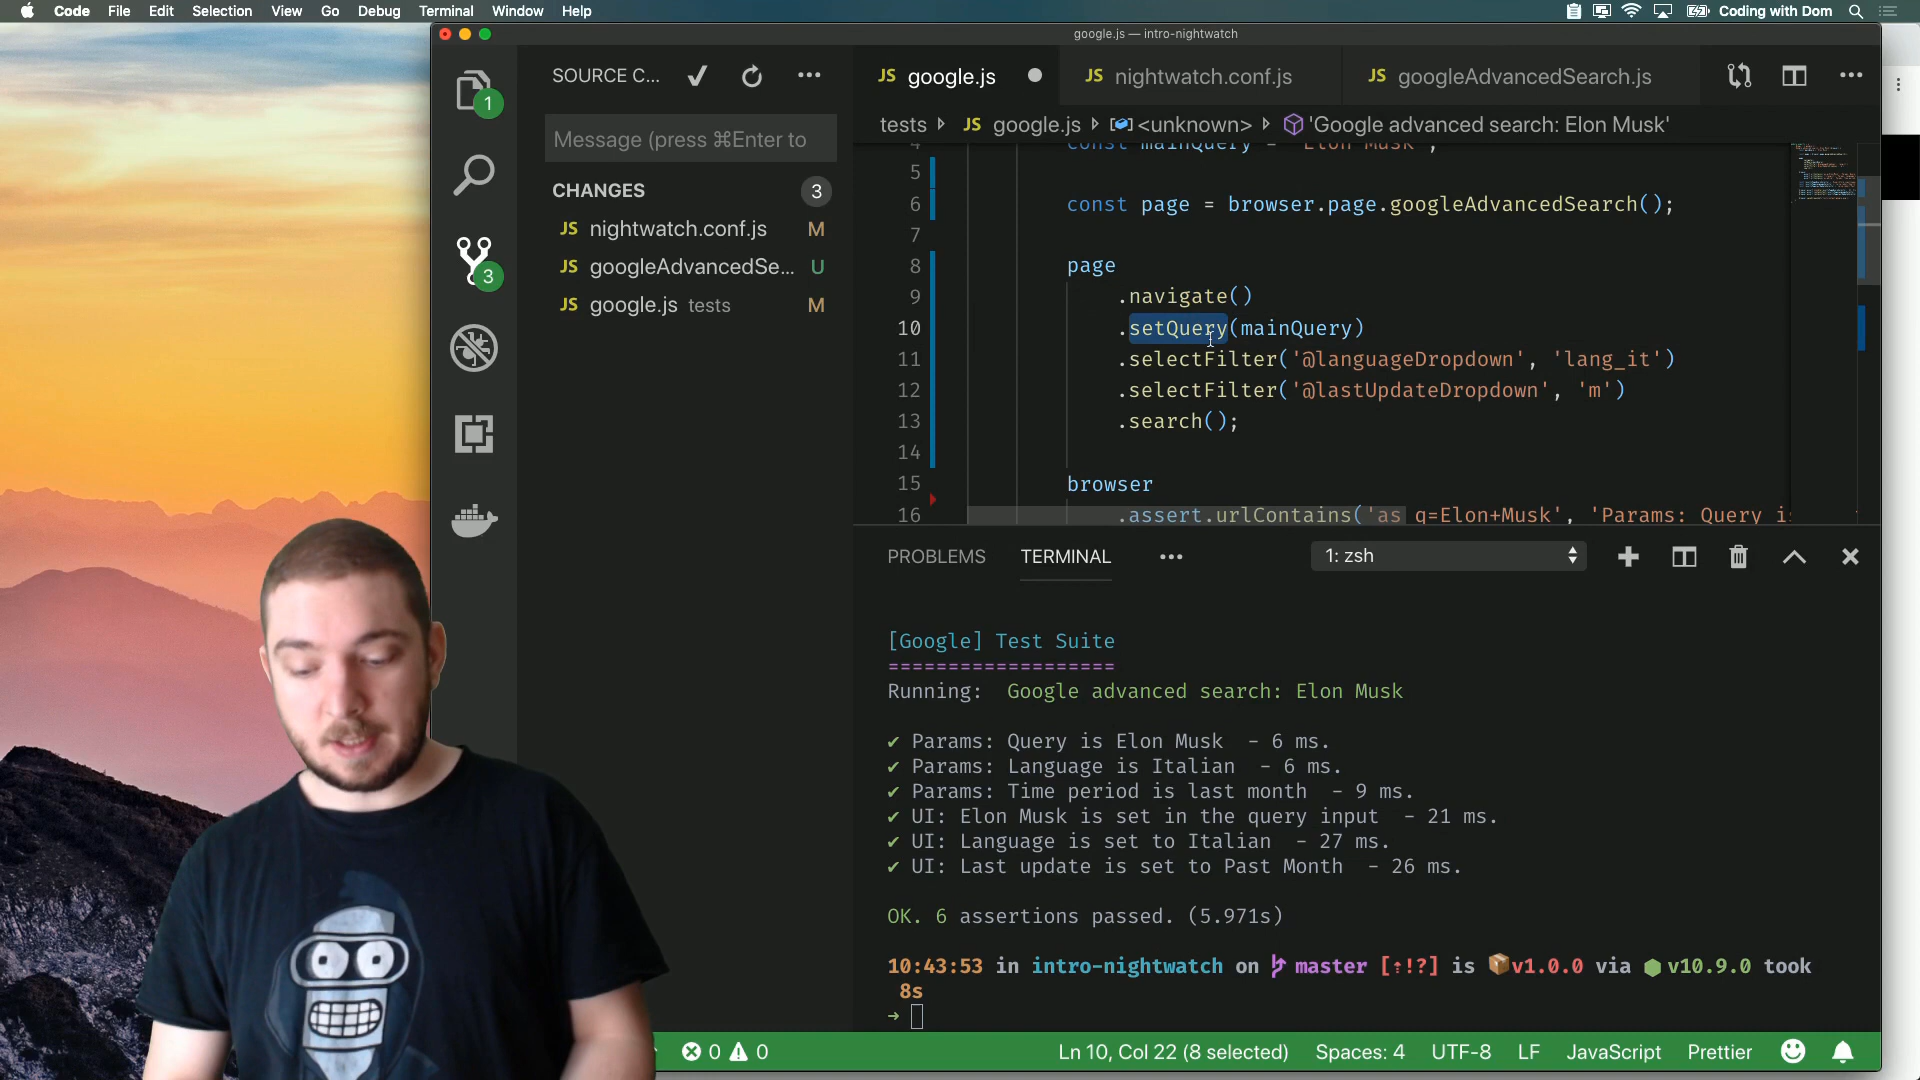 Code File Edit Selection View Go Debug Terminal Window Help Coding with Dom
google.js — intro-nightwatch
SOURCE C...
Message (press ⌘Enter to
CHANGES 3
JS nightwatch.conf.js M
JS googleAdvancedSe... U
JS google.js tests M
1
3
JS google.js
JS nightwatch.conf.js
JS googleAdvancedSearch.js
tests JS google.js <unknown> 'Google advanced search: Elon Musk'
4 const mainQuery = 'Elon Musk';
5
6 const page = browser.page.googleAdvancedSearch();
7
8 page
9 .navigate()
10 .setQuery(mainQuery)
11 .selectFilter('@languageDropdown', 'lang_it')
12 .selectFilter('@lastUpdateDropdown', 'm')
13 .search();
14
15 browser
16 .assert.urlContains('as_q=Elon+Musk', 'Params: Query i
PROBLEMS TERMINAL 1: zsh
[Google] Test Suite
===================
Running: Google advanced search: Elon Musk
✔ Params: Query is Elon Musk - 6 ms.
✔ Params: Language is Italian - 6 ms.
✔ Params: Time period is last month - 9 ms.
✔ UI: Elon Musk is set in the query input - 21 ms.
✔ UI: Language is set to Italian - 27 ms.
✔ UI: Last update is set to Past Month - 26 ms.
OK. 6 assertions passed. (5.971s)
10:43:53 in intro-nightwatch on master [⇡!?] is 📦v1.0.0 via ⬢ v10.9.0 took
8s
→
0 0 Ln 10, Col 22 (8 selected) Spaces: 4 UTF-8 LF JavaScript Prettier